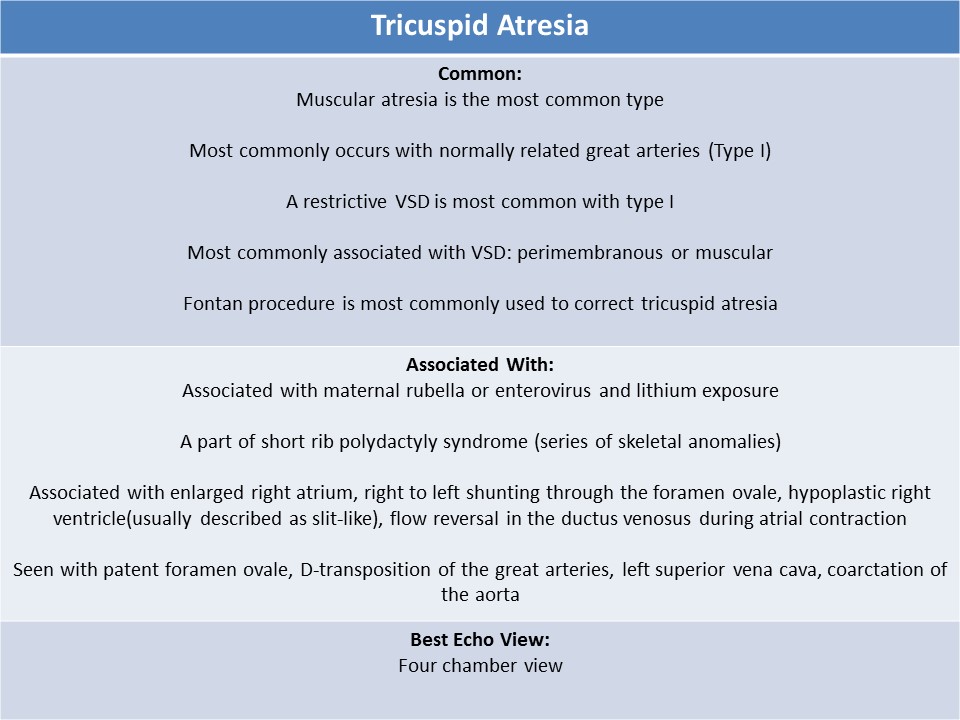 Tricuspid Atresia
Common:
Muscular atresia is the most common type
Most commonly occurs with normally related great arteries (Type I)
A restrictive VSD is most common with type I
Most commonly associated with VSD: perimembranous or muscular
Fontan procedure is most commonly used to correct tricuspid atresia
Associated With:
Associated with maternal rubella or enterovirus and lithium exposure
A part of short rib polydactyly syndrome (series of skeletal anomalies)
Associated with enlarged right atrium, right to left shunting through the foramen ovale, hypoplastic right
ventricle(usually described as slit-like), flow reversal in the ductus venosus during atrial contraction
Seen with patent foramen ovale, D-transposition of the great arteries, left superior vena cava, coarctation of
the aorta
Best Echo View:
Four chamber view